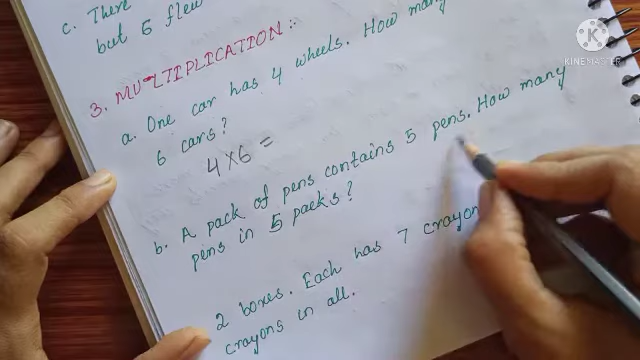 c. There
but 5 flew
3. MULTIPLICATION:-
a. One car has 4 wheels. How many
6 cars?
4×6 =
b. A pack of pens contains 5 pens. How many
pens in 5 packs?
2 boxes. Each has 7 crayon
crayons in all.
K
KINEMASTER